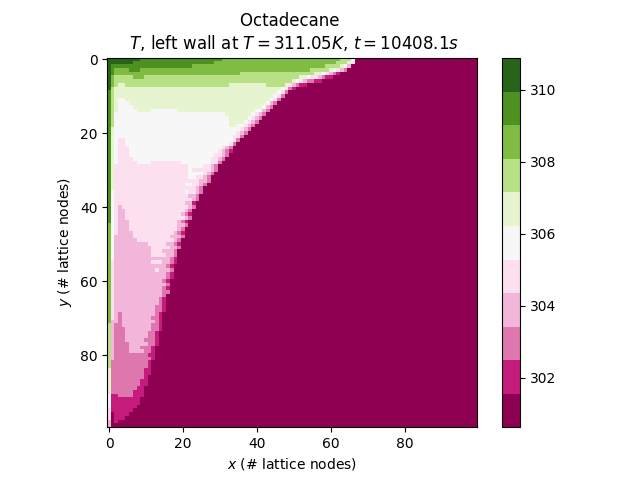 Octadecane
T, left wall at T = 311.05K, t = 10408.1s
0
20
40
60
80
y (# lattice nodes)
0 20 40 60 80
x (# lattice nodes)
310
308
306
304
302